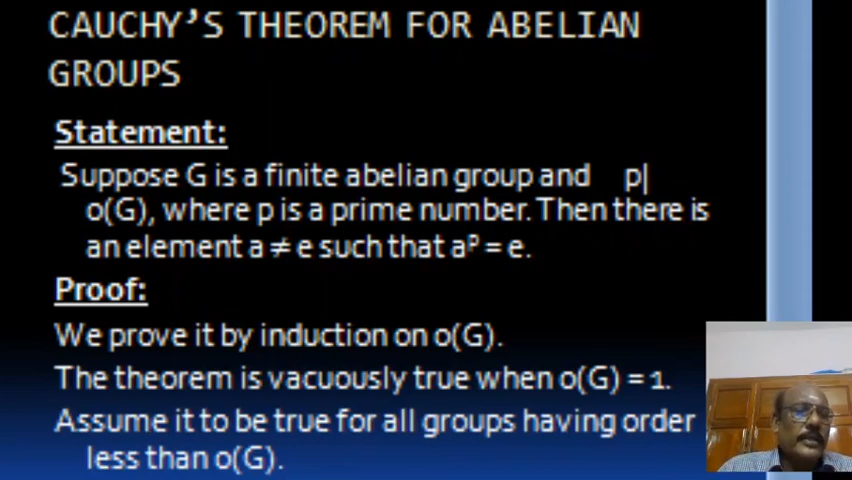 CAUCHY’S THEOREM FOR ABELIAN
GROUPS
Statement:
Suppose G is a finite abelian group and p|
o(G), where p is a prime number. Then there is
an element a ≠ e such that aᵖ = e.
Proof:
We prove it by induction on o(G).
The theorem is vacuously true when o(G) = 1.
Assume it to be true for all groups having order
less than o(G).